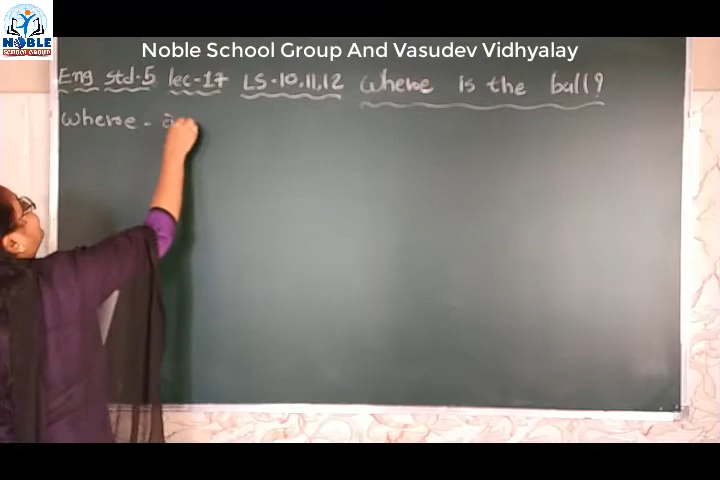 NOBLE
SCHOOL GROUP
Noble School Group And Vasudev Vidhyalay
Eng std-5 lec-17 LS-10,11,12 Where is the ball?
Where -